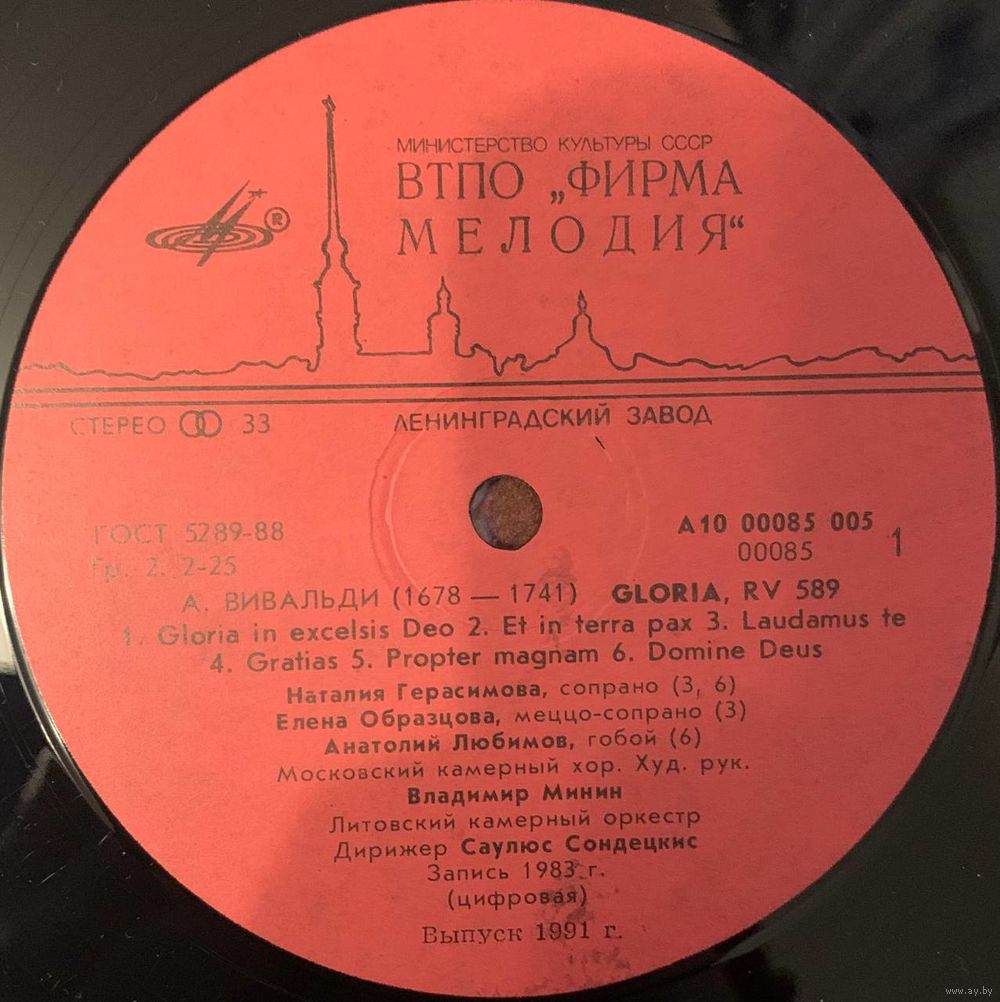 МИНИСТЕРСТВО КУЛЬТУРЫ СССР
ВТПО „ФИРМА
МЕЛОДИЯ“
®
СТЕРЕО 33
ЛЕНИНГРАДСКИЙ ЗАВОД
ГОСТ 5289-88
Гр. 2. 2-25
А10 00085 005
00085
1
А. ВИВАЛЬДИ (1678 — 1741) GLORIA, RV 589
1. Gloria in excelsis Deo 2. Et in terra pax 3. Laudamus te
4. Gratias 5. Propter magnam 6. Domine Deus
Наталия Герасимова, сопрано (3, 6)
Елена Образцова, меццо-сопрано (3)
Анатолий Любимов, гобой (6)
Московский камерный хор. Худ. рук.
Владимир Минин
Литовский камерный оркестр
Дирижер Саулюс Сондецкис
Запись 1983 г.
(цифровая)
Выпуск 1991 г.
www.ay.by